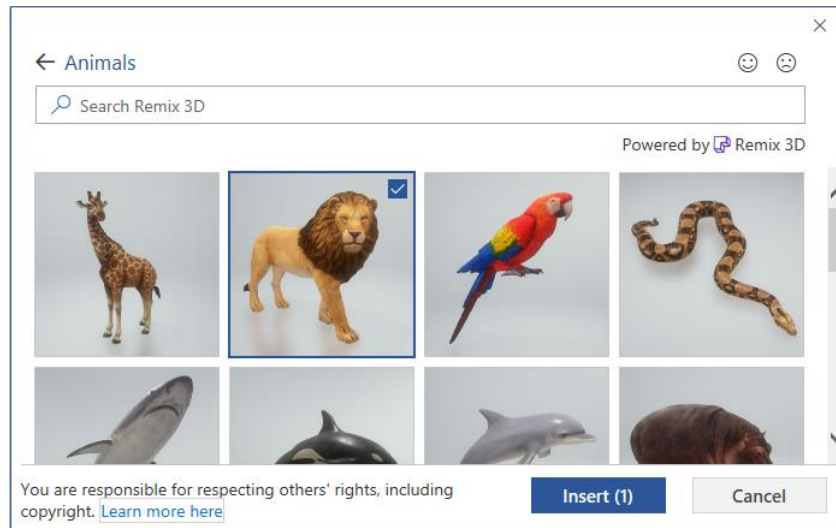 Animals
Search Remix 3D
Powered by Remix 3D
You are responsible for respecting others' rights, including
copyright. Learn more here
Insert (1)
Cancel